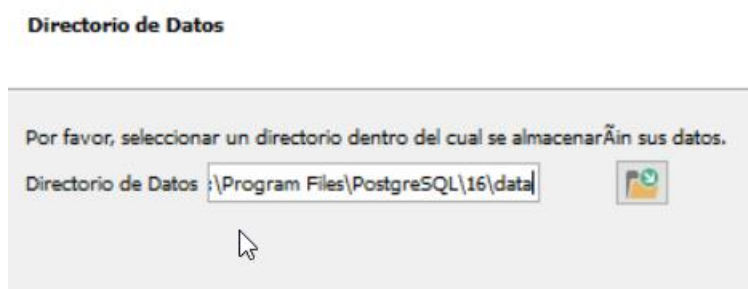 Directorio de Datos
Por favor, seleccionar un directorio dentro del cual se almacenarÃin sus datos.
Directorio de Datos :\Program Files\PostgreSQL\16\data